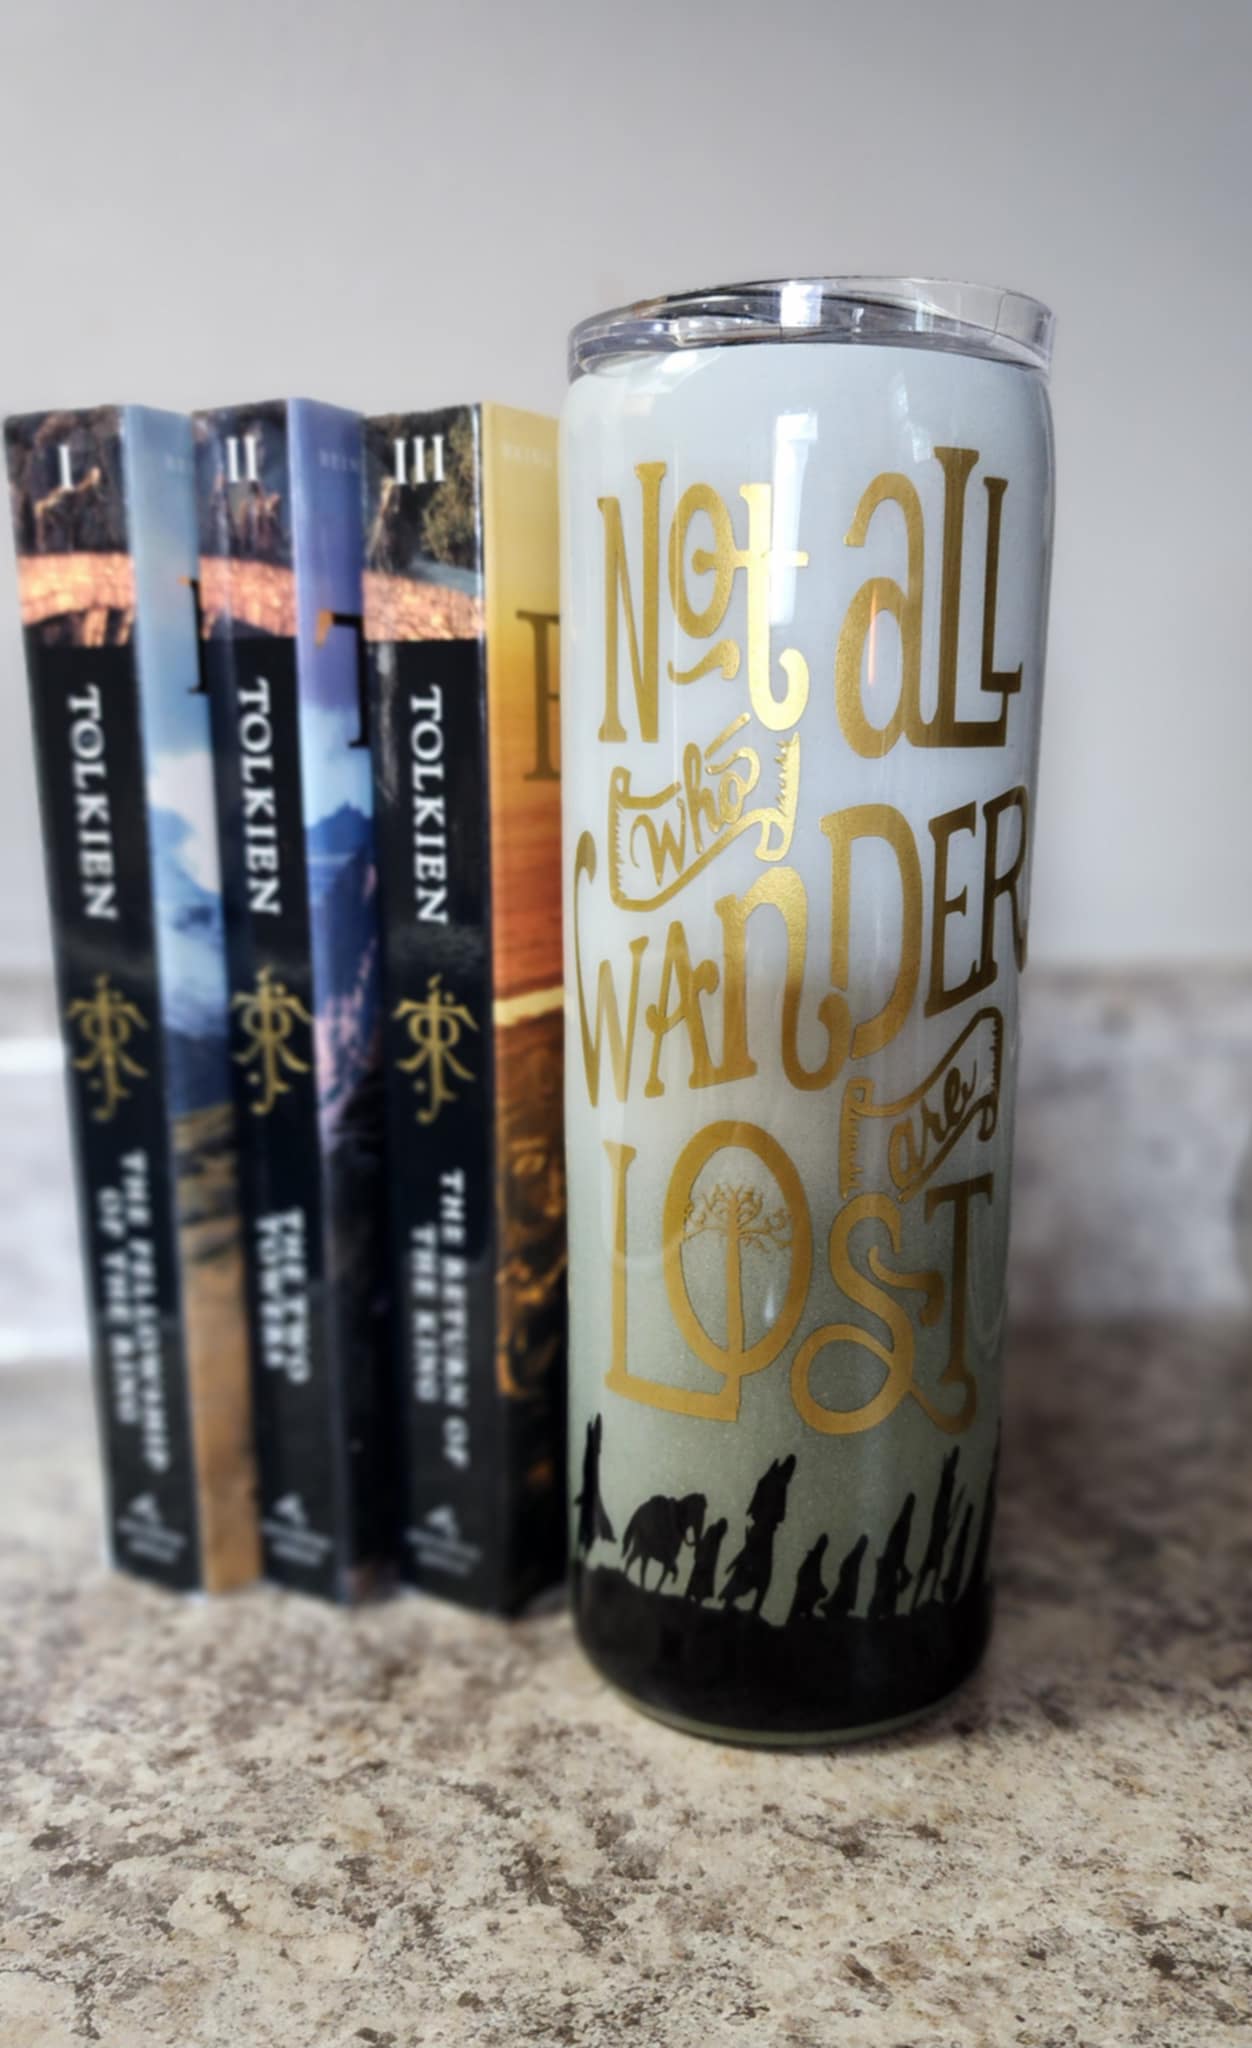 I
TOLKIEN
THE FELLOWSHIP
OF THE RING
II
TOLKIEN
THE TWO
TOWERS
III
TOLKIEN
THE RETURN OF
THE KING
BEING
Not aLL
who
WAnDER
are
LOST